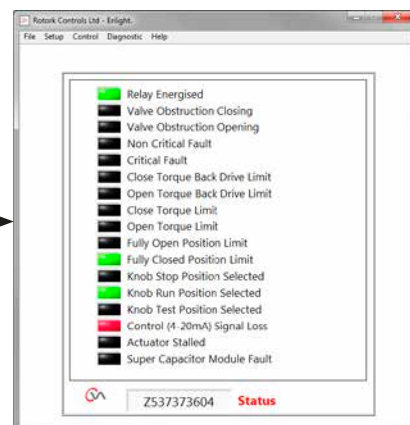 Rotork Controls Ltd - Enlight.
File Setup Control Diagnostic Help
Relay Energised
Valve Obstruction Closing
Valve Obstruction Opening
Non Critical Fault
Critical Fault
Close Torque Back Drive Limit
Open Torque Back Drive Limit
Close Torque Limit
Open Torque Limit
Fully Open Position Limit
Fully Closed Position Limit
Knob Stop Position Selected
Knob Run Position Selected
Knob Test Position Selected
Control (4-20mA) Signal Loss
Actuator Stalled
Super Capacitor Module Fault
Z537373604 Status